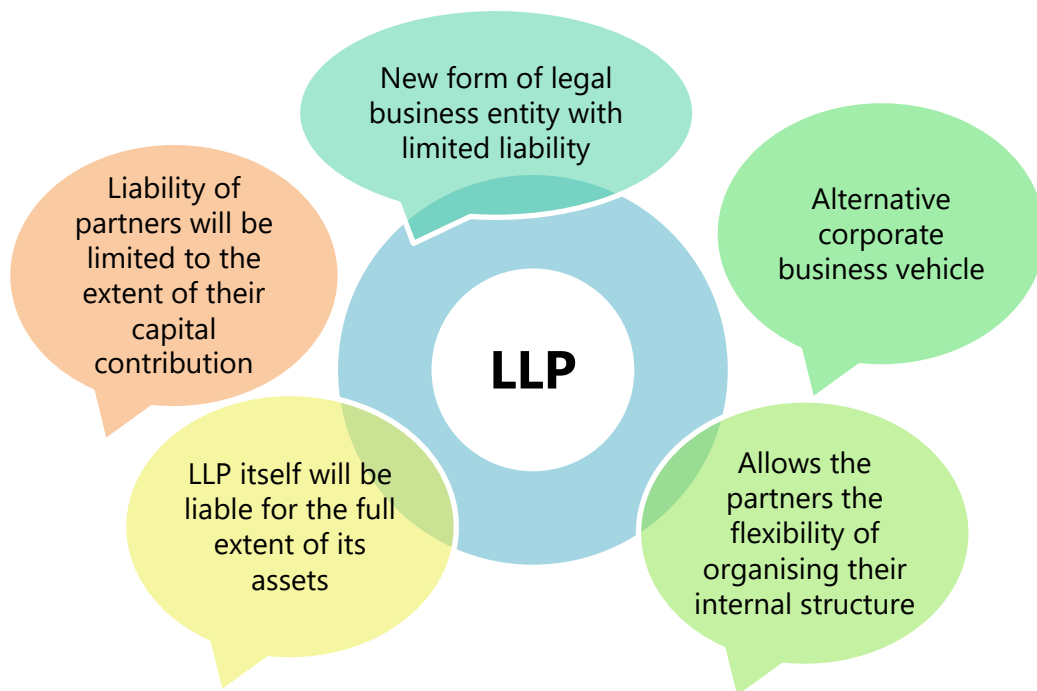 New form of legal
business entity with
limited liability
Alternative
corporate
business vehicle
Allows the
partners the
flexibility of
organising their
internal structure
LLP itself will be
liable for the full
extent of its
assets
Liability of
partners will be
limited to the
extent of their
capital
contribution
LLP